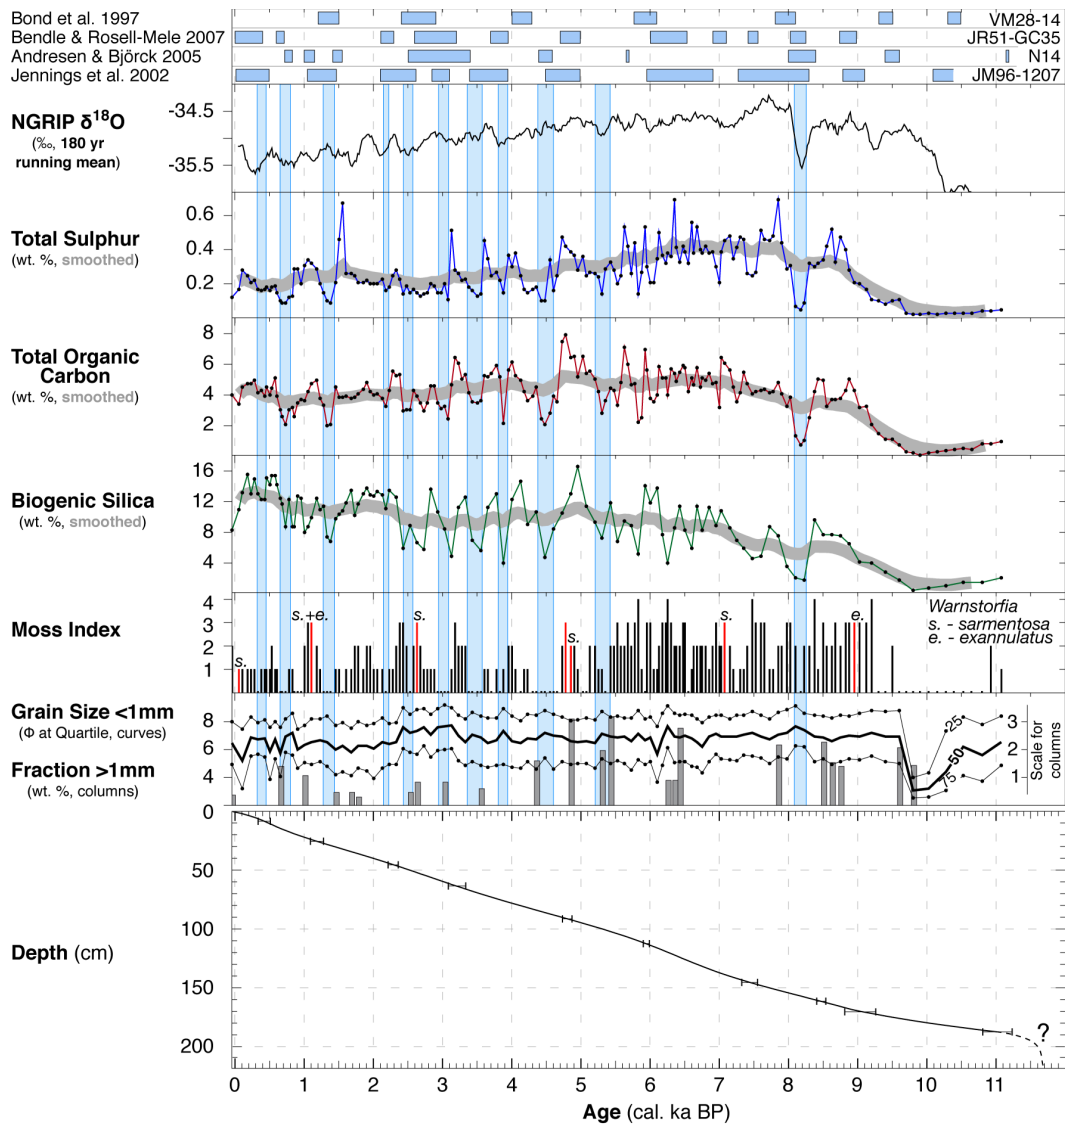 Bond et al. 1997 VM28-14
Bendle & Rosell-Mele 2007 JR51-GC35
Andresen & Björck 2005 N14
Jennings et al. 2002 JM96-1207
NGRIP δ18O
(‰, 180 yr
running mean)
-34.5
-35.5
Total Sulphur
(wt. %, smoothed)
0.6
0.4
0.2
Total Organic
Carbon
(wt. %, smoothed)
8
6
4
2
Biogenic Silica
(wt. %, smoothed)
16
12
8
4
Moss Index
4
3
2
1
s.
s.+e.
s.
s.
s.
e.
Warnstorfia
s. - sarmentosa
e. - exannulatus
Grain Size <1mm
(Φ at Quartile, curves)
Fraction >1mm
(wt. %, columns)
8
6
4
0
25
50
75
3
2
1
Scale for
columns
Depth (cm)
0
50
100
150
200
?
0 1 2 3 4 5 6 7 8 9 10 11
Age (cal. ka BP)